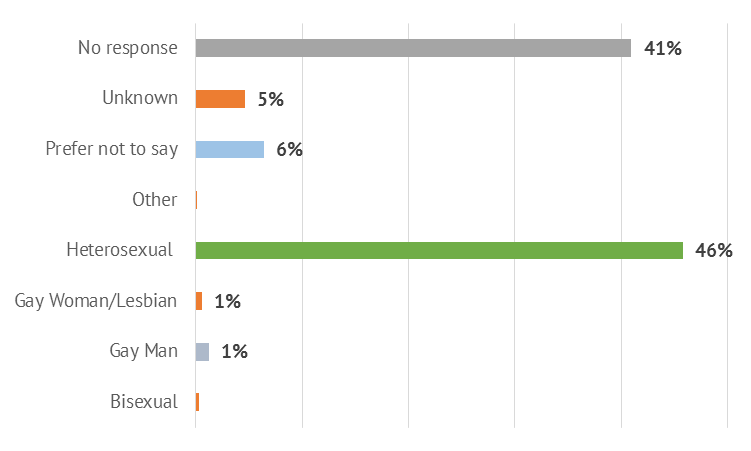 No response 41%
Unknown 5%
Prefer not to say 6%
Other
Heterosexual 46%
Gay Woman/Lesbian 1%
Gay Man 1%
Bisexual